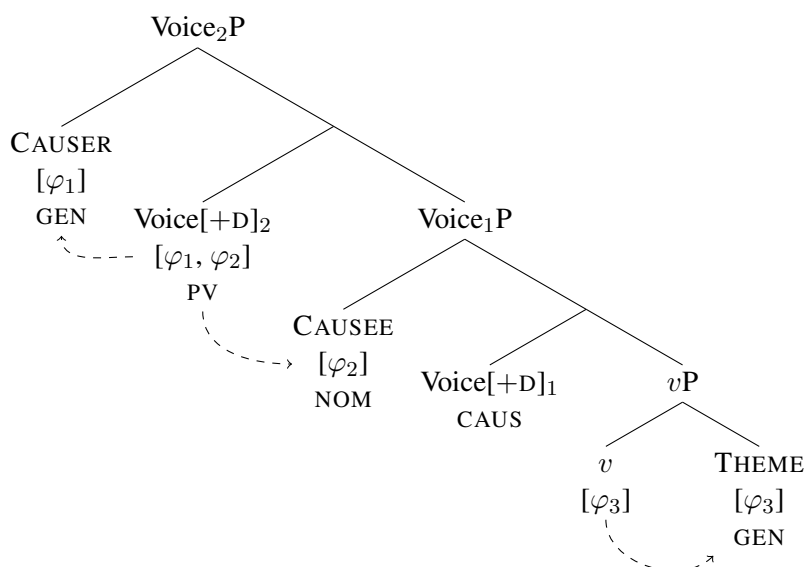 Voice₂P
CAUSER
[φ₁]
GEN
Voice[+D]₂
[φ₁, φ₂]
PV
Voice₁P
CAUSEE
[φ₂]
NOM
Voice[+D]₁
CAUS
vP
v
[φ₃]
THEME
[φ₃]
GEN